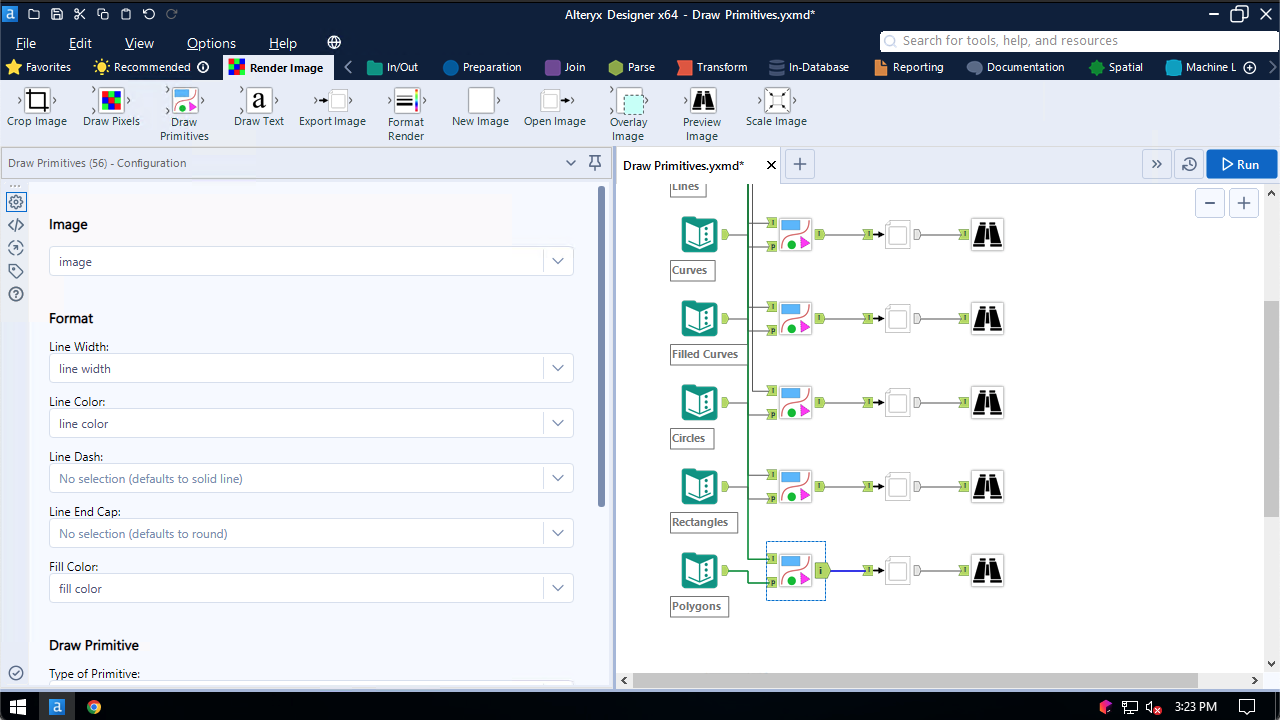 Alteryx Designer x64 - Draw Primitives.yxmd*
File Edit View Options Help
Search for tools, help, and resources
Favorites Recommended Render Image In/Out Preparation Join Parse Transform In-Database Reporting Documentation Spatial Machine L
Crop Image
Draw Pixels
Draw Primitives
Draw Text
Export Image
Format Render
New Image
Open Image
Overlay Image
Preview Image
Scale Image
Draw Primitives (56) - Configuration
Draw Primitives.yxmd*
Run
Image
image
Format
Line Width:
line width
Line Color:
line color
Line Dash:
No selection (defaults to solid line)
Line End Cap:
No selection (defaults to round)
Fill Color:
fill color
Draw Primitive
Type of Primitive:
Lines
Curves
Filled Curves
Circles
Rectangles
Polygons
3:23 PM